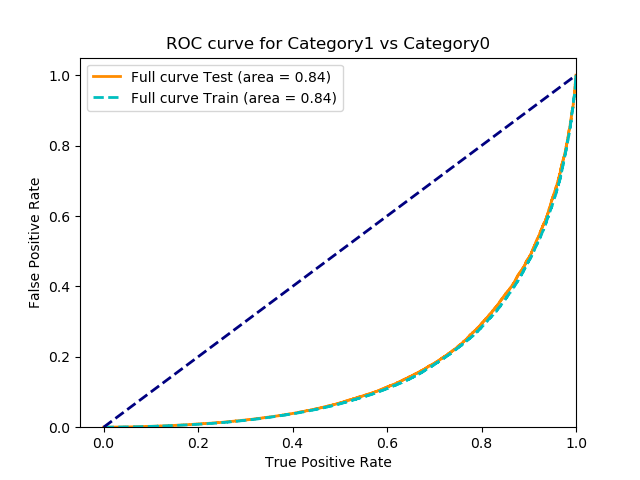 ROC curve for Category1 vs Category0
Full curve Test (area = 0.84)
Full curve Train (area = 0.84)
1.0
0.8
0.6
0.4
0.2
0.0
False Positive Rate
0.0 0.2 0.4 0.6 0.8 1.0
True Positive Rate